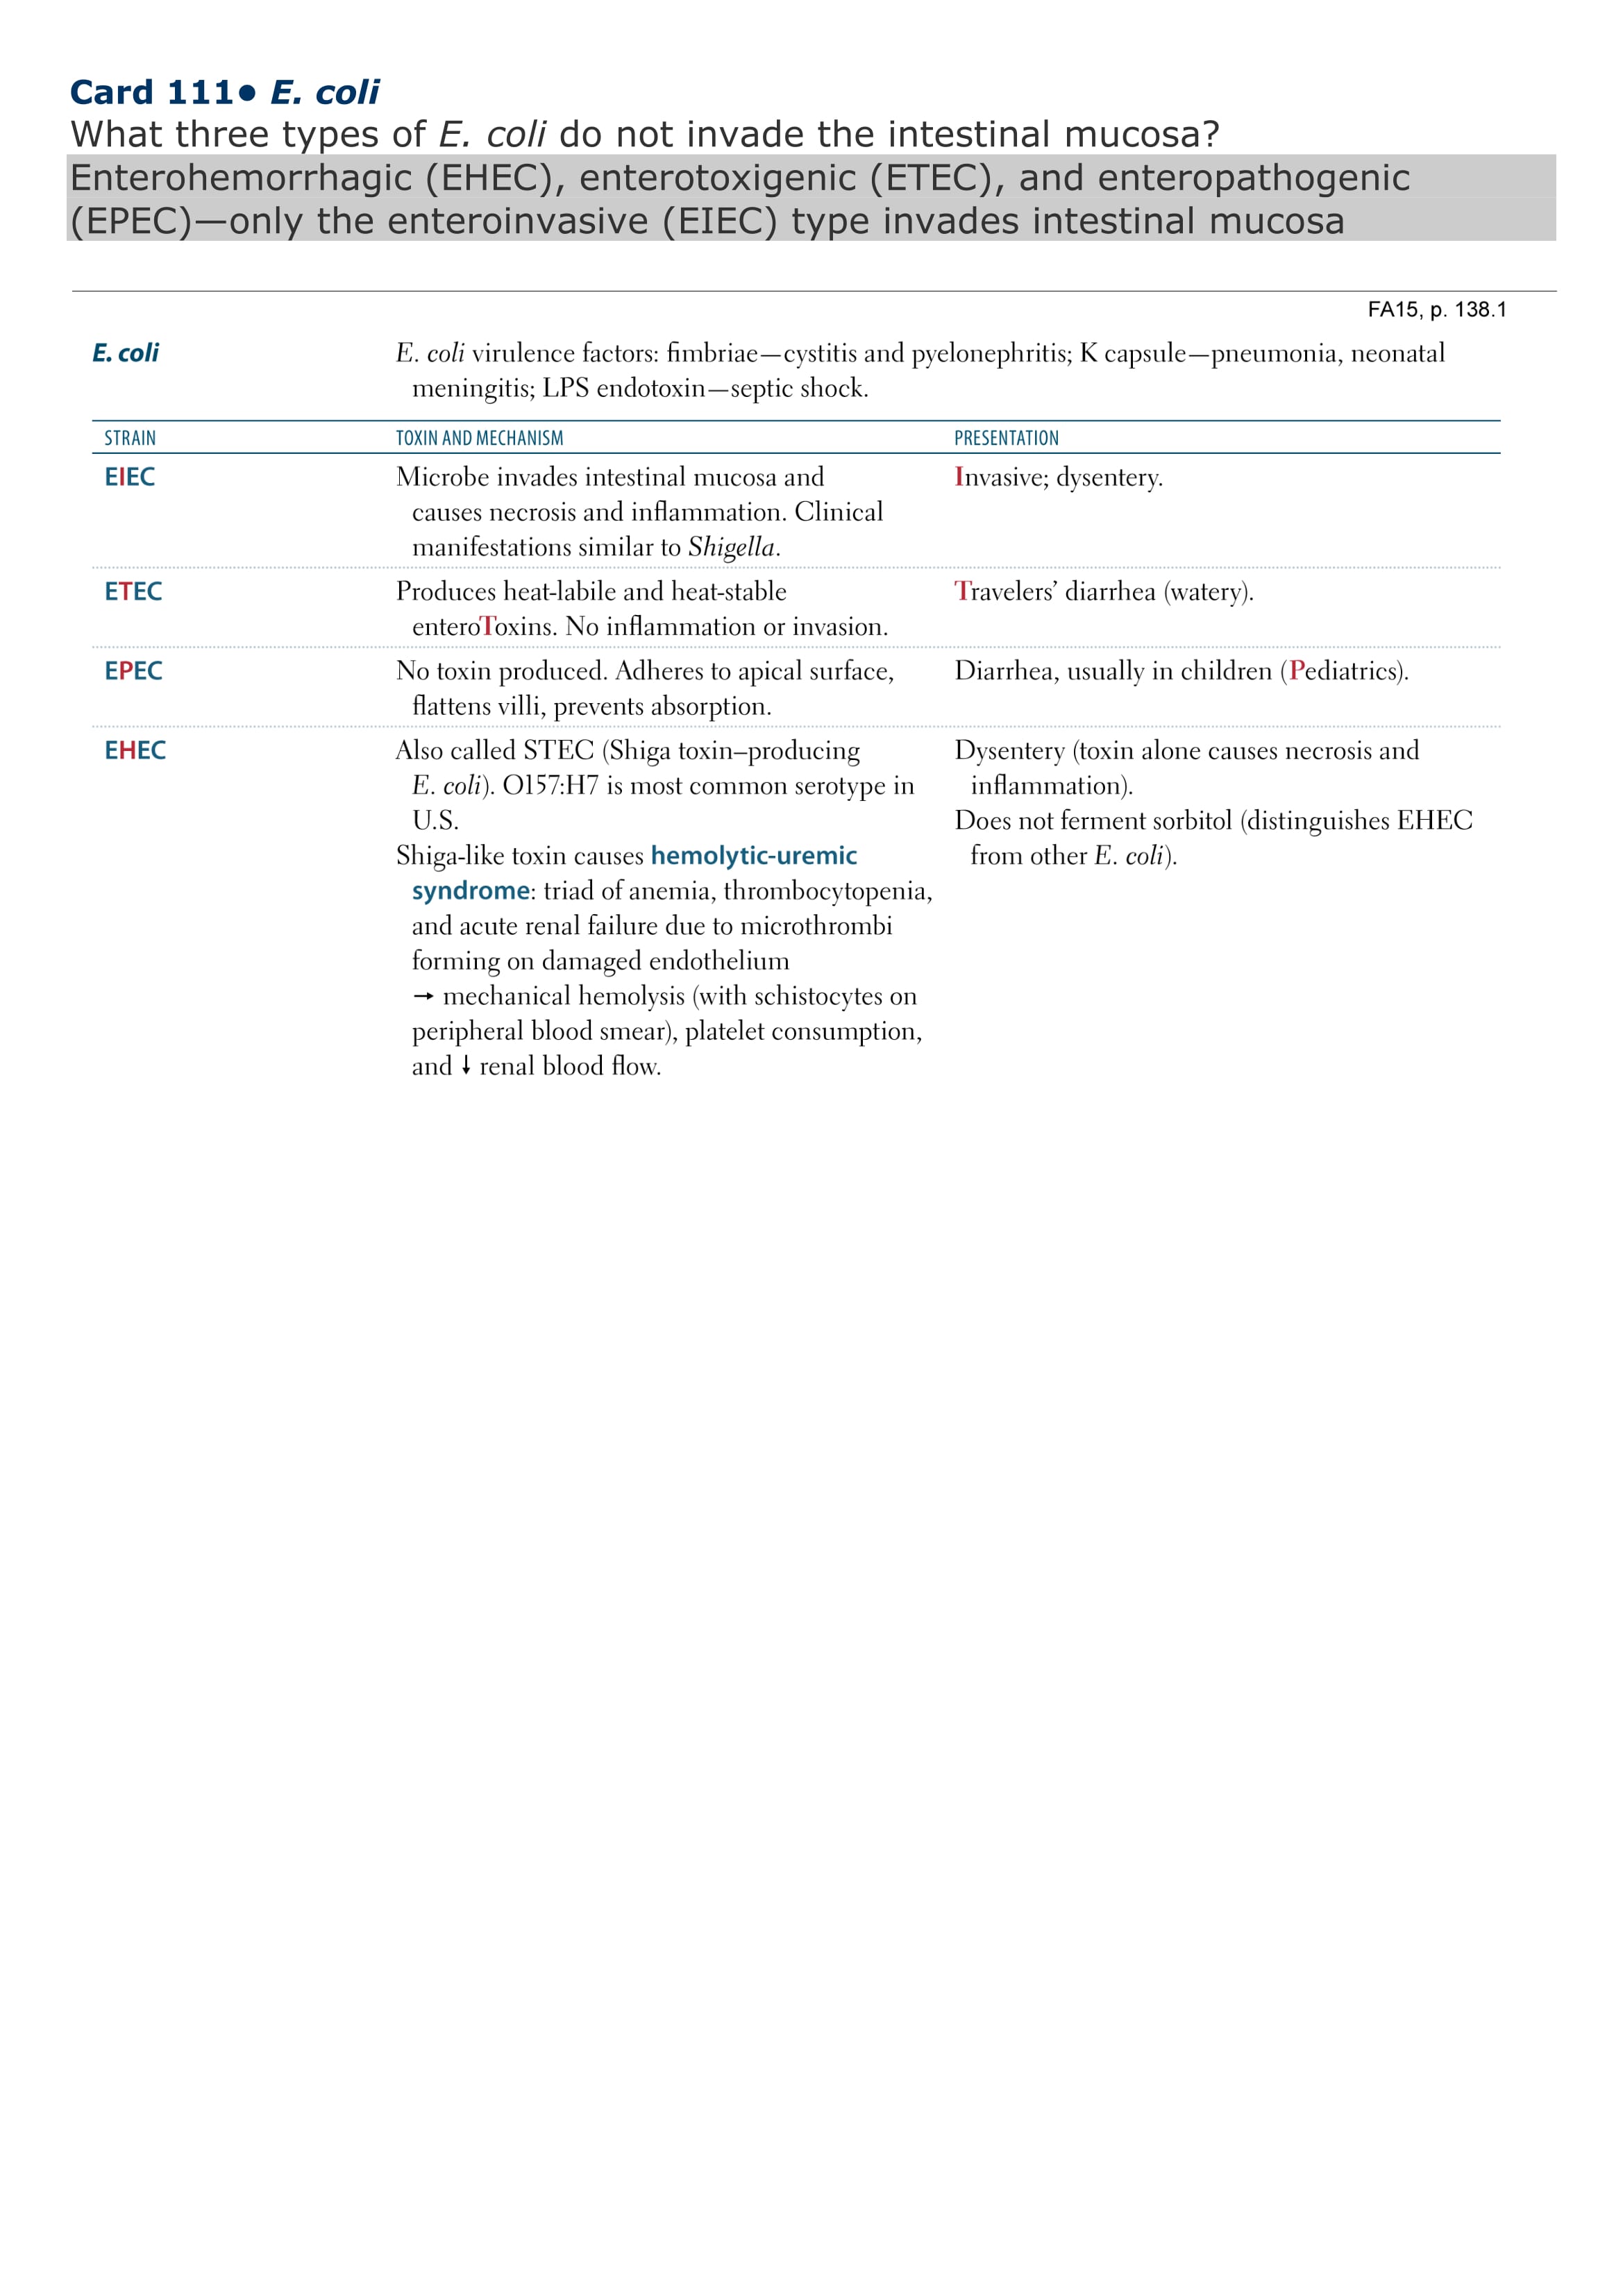 Card 111● E. coli
What three types of E. coli do not invade the intestinal mucosa?
Enterohemorrhagic (EHEC), enterotoxigenic (ETEC), and enteropathogenic
(EPEC)—only the enteroinvasive (EIEC) type invades intestinal mucosa
FA15, p. 138.1
E. coli
E. coli virulence factors: fimbriae—cystitis and pyelonephritis; K capsule—pneumonia, neonatal
meningitis; LPS endotoxin—septic shock.
STRAIN TOXIN AND MECHANISM PRESENTATION
EIEC
Microbe invades intestinal mucosa and
causes necrosis and inflammation. Clinical
manifestations similar to Shigella.
Invasive; dysentery.
ETEC
Produces heat-labile and heat-stable
enteroToxins. No inflammation or invasion.
Travelers’ diarrhea (watery).
EPEC
No toxin produced. Adheres to apical surface,
flattens villi, prevents absorption.
Diarrhea, usually in children (Pediatrics).
EHEC
Also called STEC (Shiga toxin–producing
E. coli). O157:H7 is most common serotype in
U.S.
Shiga-like toxin causes hemolytic-uremic
syndrome: triad of anemia, thrombocytopenia,
and acute renal failure due to microthrombi
forming on damaged endothelium
→ mechanical hemolysis (with schistocytes on
peripheral blood smear), platelet consumption,
and ↓ renal blood flow.
Dysentery (toxin alone causes necrosis and
inflammation).
Does not ferment sorbitol (distinguishes EHEC
from other E. coli).